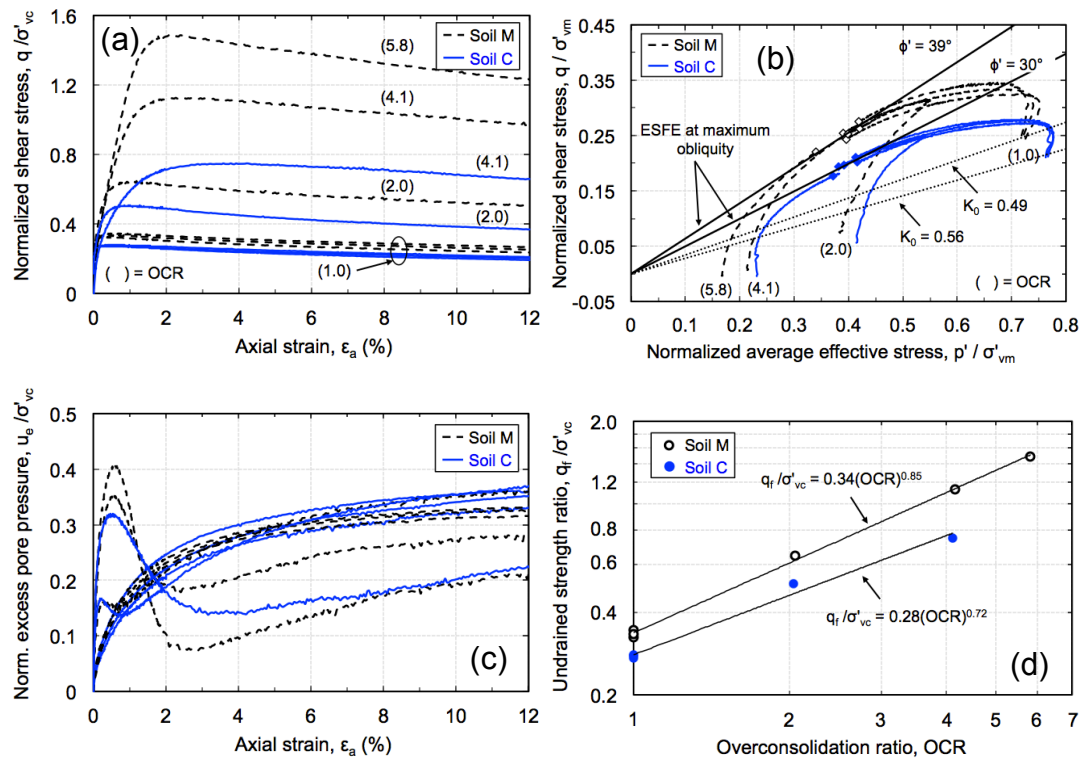 (a)
Normalized shear stress, q /σ'vc
1.6
1.2
0.8
0.4
0
Soil M
Soil C
(5.8)
(4.1)
(4.1)
(2.0)
(2.0)
(1.0)
( ) = OCR
0 2 4 6 8 10 12
Axial strain, εa (%)
(b)
Normalized shear stress, q / σ'vm
0.45
0.35
0.25
0.15
0.05
-0.05
Soil M
Soil C
ϕ' = 39°
ϕ' = 30°
ESFE at maximum
obliquity
(1.0)
K0 = 0.49
K0 = 0.56
(2.0)
(5.8)
(4.1)
( ) = OCR
0 0.1 0.2 0.3 0.4 0.5 0.6 0.7 0.8
Normalized average effective stress, p' / σ'vm
(c)
Norm. excess pore pressure, ue /σ'vc
0.5
0.4
0.3
0.2
0.1
0
Soil M
Soil C
0 2 4 6 8 10 12
Axial strain, εa (%)
(d)
Undrained strength ratio, qf /σ'vc
2.0
1.2
0.8
0.6
0.4
0.2
Soil M
Soil C
qf /σ'vc = 0.34(OCR)0.85
qf /σ'vc = 0.28(OCR)0.72
1 2 3 4 5 6 7
Overconsolidation ratio, OCR